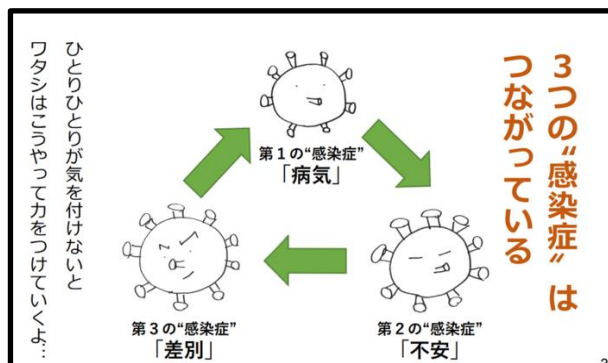 3つの“感染症”は
つながっている
第1の“感染症”
「病気」
第2の“感染症”
「不安」
第3の“感染症”
「差別」
ひとりひとりが気を付けないと
ワタシはこうやって力をつけていくよ…